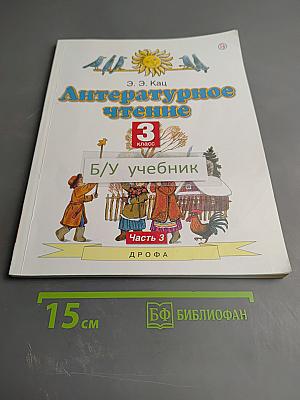 Э. Э. Кац
Литературное
чтение
3
класс
Б/У учебник
Часть 3
ДРОФА
15 см
БФ БИБЛИОФАН